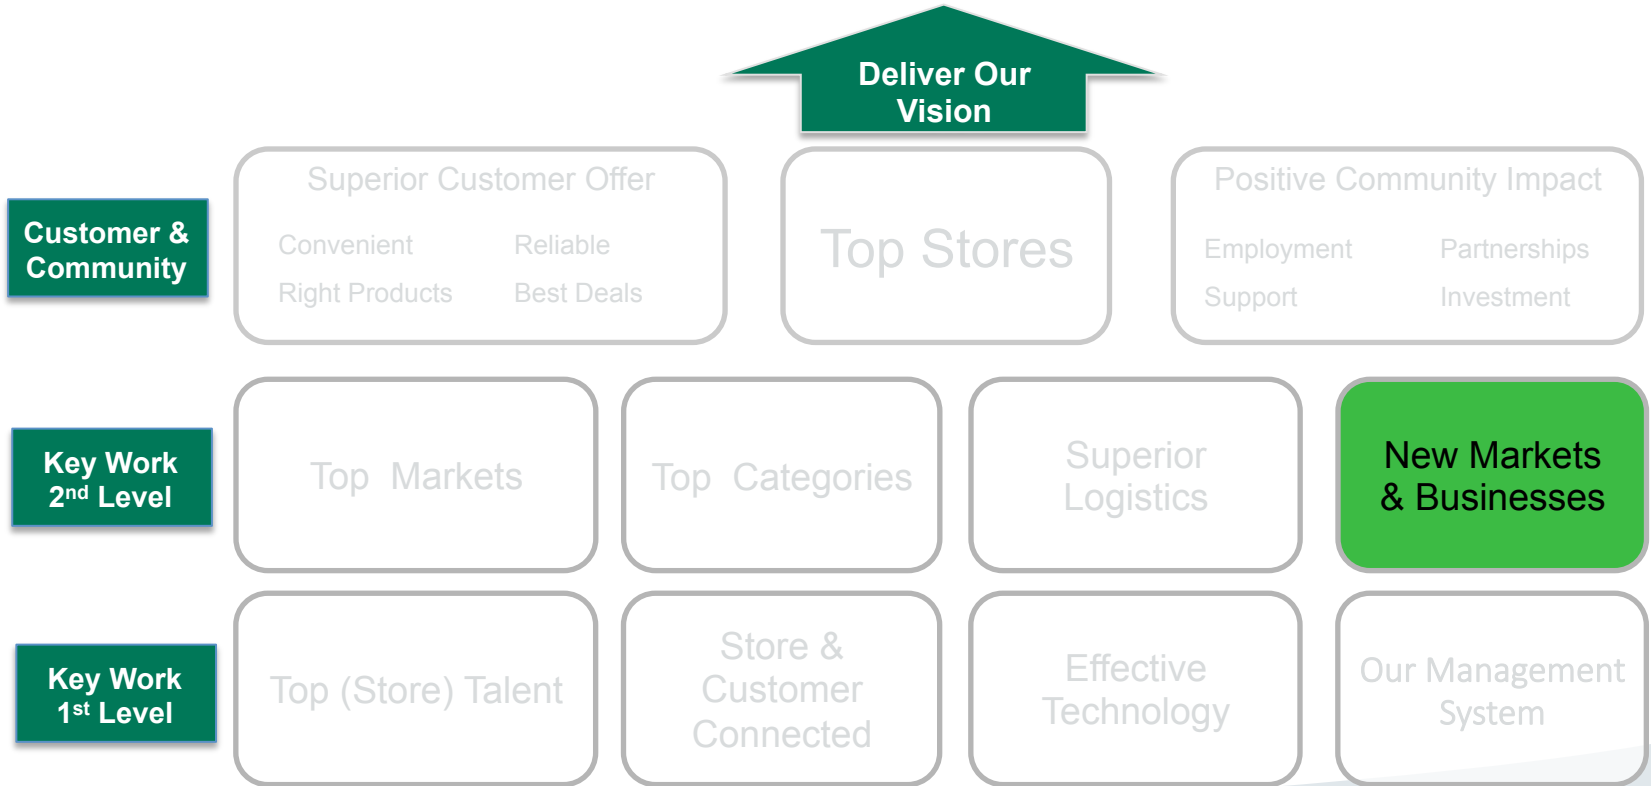 Deliver Our
Vision
Customer &
Community
Superior Customer Offer
Convenient Reliable
Right Products Best Deals
Top Stores
Positive Community Impact
Employment Partnerships
Support Investment
Key Work
2nd Level
Top Markets
Top Categories
Superior
Logistics
New Markets
& Businesses
Key Work
1st Level
Top (Store) Talent
Store &
Customer
Connected
Effective
Technology
Our Management
System